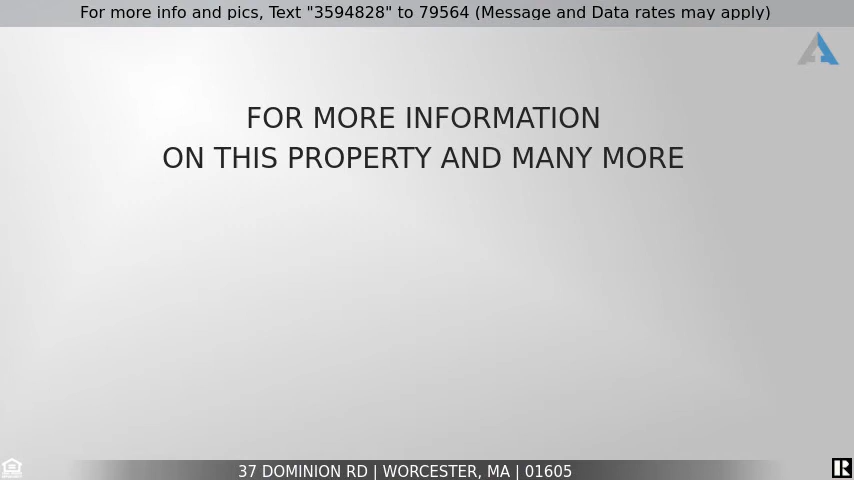 For more info and pics, Text "3594828" to 79564 (Message and Data rates may apply)
FOR MORE INFORMATION
ON THIS PROPERTY AND MANY MORE
37 DOMINION RD | WORCESTER, MA | 01605